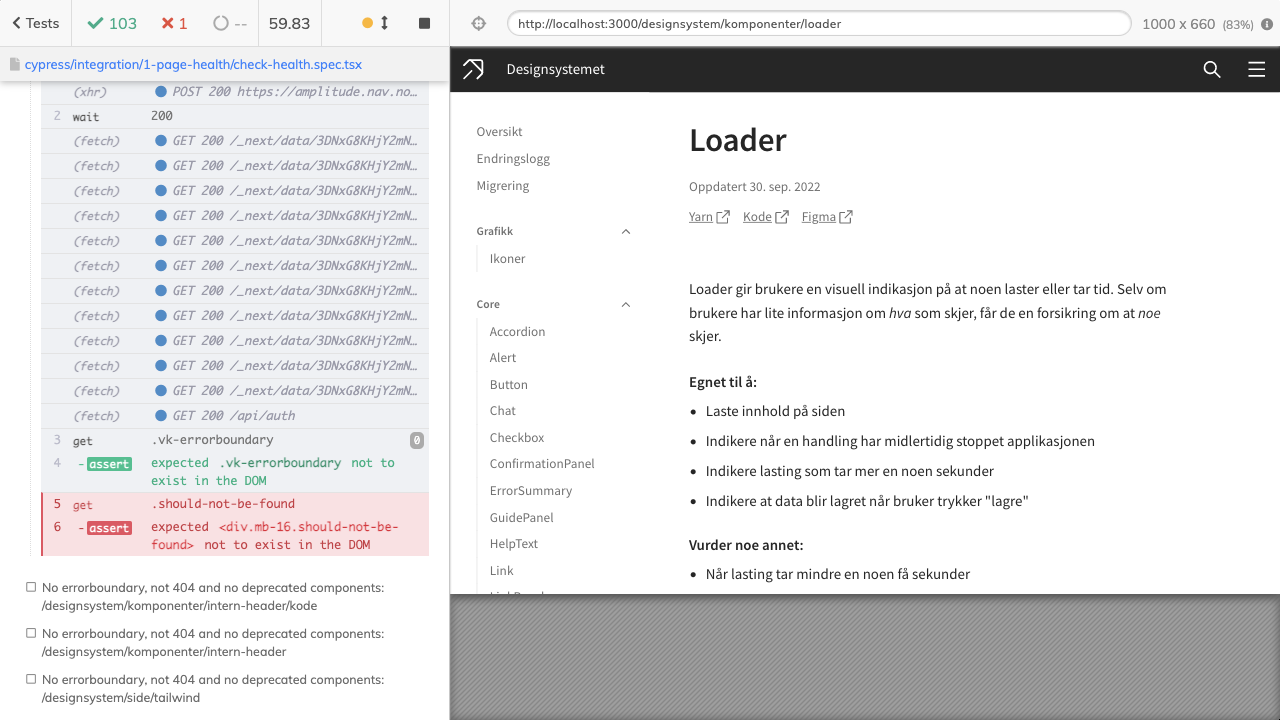 Tests
103
1
--
59.83
http://localhost:3000/designsystem/komponenter/loader
1000 x 660 (83%)
cypress/integration/1-page-health/check-health.spec.tsx
(xhr) POST 200 https://amplitude.nav.no…
2 wait 200
(fetch) GET 200 /_next/data/3DNxG8KHjY2mN…
(fetch) GET 200 /_next/data/3DNxG8KHjY2mN…
(fetch) GET 200 /_next/data/3DNxG8KHjY2mN…
(fetch) GET 200 /_next/data/3DNxG8KHjY2mN…
(fetch) GET 200 /_next/data/3DNxG8KHjY2mN…
(fetch) GET 200 /_next/data/3DNxG8KHjY2mN…
(fetch) GET 200 /_next/data/3DNxG8KHjY2mN…
(fetch) GET 200 /_next/data/3DNxG8KHjY2mN…
(fetch) GET 200 /_next/data/3DNxG8KHjY2mN…
(fetch) GET 200 /_next/data/3DNxG8KHjY2mN…
(fetch) GET 200 /_next/data/3DNxG8KHjY2mN…
(fetch) GET 200 /api/auth
3 get .vk-errorboundary 0
4 -assert expected .vk-errorboundary not to
exist in the DOM
5 get .should-not-be-found
6 -assert expected <div.mb-16.should-not-be-
found> not to exist in the DOM
No errorboundary, not 404 and no deprecated components:
/designsystem/komponenter/intern-header/kode
No errorboundary, not 404 and no deprecated components:
/designsystem/komponenter/intern-header
No errorboundary, not 404 and no deprecated components:
/designsystem/side/tailwind
Designsystemet
Oversikt
Endringslogg
Migrering
Grafikk
Ikoner
Core
Accordion
Alert
Button
Chat
Checkbox
ConfirmationPanel
ErrorSummary
GuidePanel
HelpText
Link
Loader
Oppdatert 30. sep. 2022
Yarn Kode Figma
Loader gir brukere en visuell indikasjon på at noen laster eller tar tid. Selv om
brukere har lite informasjon om hva som skjer, får de en forsikring om at noe
skjer.
Egnet til å:
• Laste innhold på siden
• Indikere når en handling har midlertidig stoppet applikasjonen
• Indikere lasting som tar mer en noen sekunder
• Indikere at data blir lagret når bruker trykker "lagre"
Vurder noe annet:
• Når lasting tar mindre en noen få sekunder